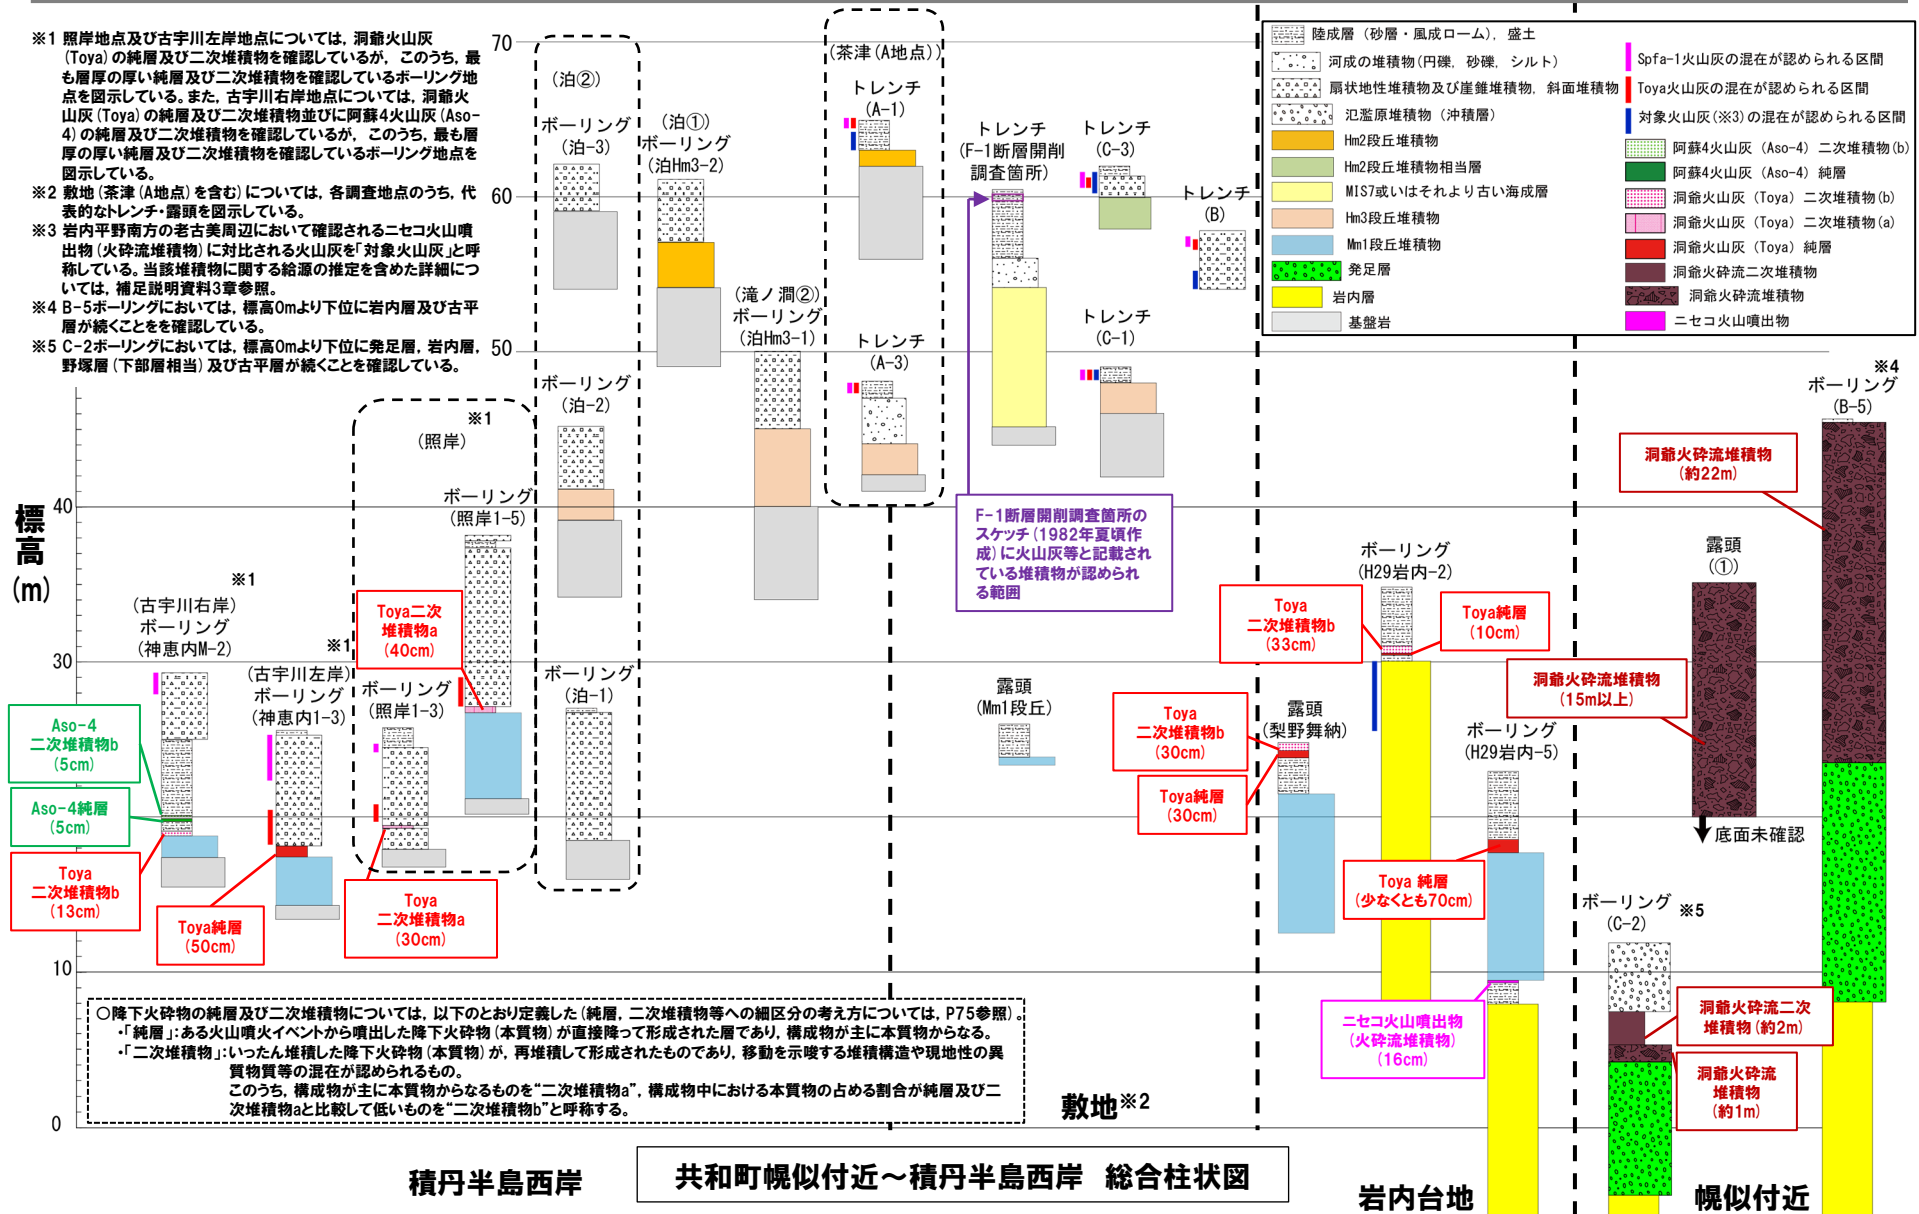 ※1 照岸地点及び古宇川左岸地点については，洞爺火山灰
(Toya)の純層及び二次堆積物を確認しているが，このうち，最
も層厚の厚い純層及び二次堆積物を確認しているボーリング地
点を図示している。また，古宇川右岸地点については，洞爺火
山灰(Toya)の純層及び二次堆積物並びに阿蘇4火山灰(Aso-
4)の純層及び二次堆積物を確認しているが，このうち，最も層
厚の厚い純層及び二次堆積物を確認しているボーリング地点を
図示している。
※2 敷地(茶津(A地点)を含む)については，各調査地点のうち，代
表的なトレンチ・露頭を図示している。
※3 岩内平野南方の老古美周辺において確認されるニセコ火山噴
出物(火砕流堆積物)に対比される火山灰を「対象火山灰」と呼
称している。当該堆積物に関する給源の推定を含めた詳細につ
いては，補足説明資料3章参照。
※4 B-5ボーリングにおいては，標高0mより下位に岩内層及び古平
層が続くことをを確認している。
※5 C-2ボーリングにおいては，標高0mより下位に発足層，岩内層，
野塚層(下部層相当)及び古平層が続くことを確認している。
標高
(m)
70
60
50
40
30
10
0
(古宇川右岸)
ボーリング
(神恵内M-2)
※1
(古宇川左岸)
ボーリング
(神恵内1-3)
※1
(照岸)
※1
ボーリング
(照岸1-3)
ボーリング
(照岸1-5)
(泊②)
ボーリング
(泊-3)
ボーリング
(泊-2)
ボーリング
(泊-1)
(泊①)
ボーリング
(泊Hm3-2)
(滝ノ澗②)
ボーリング
(泊Hm3-1)
(茶津(A地点))
トレンチ
(A-1)
トレンチ
(A-3)
トレンチ
(F-1断層開削
調査箇所)
トレンチ
(C-3)
トレンチ
(B)
トレンチ
(C-1)
露頭
(Mm1段丘)
露頭
(梨野舞納)
ボーリング
(H29岩内-2)
ボーリング
(H29岩内-5)
露頭
(①)
底面未確認
ボーリング
(C-2)
※5
※4
ボーリング
(B-5)
Aso-4
二次堆積物b
(5cm)
Aso-4純層
(5cm)
Toya
二次堆積物b
(13cm)
Toya純層
(50cm)
Toya二次
堆積物a
(40cm)
Toya
二次堆積物a
(30cm)
F-1断層開削調査箇所の
スケッチ(1982年夏頃作
成)に火山灰等と記載され
ている堆積物が認められ
る範囲
Toya
二次堆積物b
(33cm)
Toya純層
(10cm)
Toya
二次堆積物b
(30cm)
Toya純層
(30cm)
Toya 純層
(少なくとも70cm)
ニセコ火山噴出物
(火砕流堆積物)
(16cm)
洞爺火砕流堆積物
(約22m)
洞爺火砕流堆積物
(15m以上)
洞爺火砕流二次
堆積物(約2m)
洞爺火砕流
堆積物
(約1m)
陸成層(砂層・風成ローム)，盛土
河成の堆積物(円礫，砂礫，シルト)
扇状地性堆積物及び崖錐堆積物，斜面堆積物
氾濫原堆積物(沖積層)
Hm2段丘堆積物
Hm2段丘堆積物相当層
MIS7或いはそれより古い海成層
Hm3段丘堆積物
Mm1段丘堆積物
発足層
岩内層
基盤岩
Spfa-1火山灰の混在が認められる区間
Toya火山灰の混在が認められる区間
対象火山灰(※3)の混在が認められる区間
阿蘇4火山灰(Aso-4) 二次堆積物(b)
阿蘇4火山灰(Aso-4) 純層
洞爺火山灰(Toya) 二次堆積物(b)
洞爺火山灰(Toya) 二次堆積物(a)
洞爺火山灰(Toya) 純層
洞爺火砕流二次堆積物
洞爺火砕流堆積物
ニセコ火山噴出物
○降下火砕物の純層及び二次堆積物については，以下のとおり定義した(純層，二次堆積物等への細区分の考え方については，P75参照)。
・「純層」:ある火山噴火イベントから噴出した降下火砕物(本質物)が直接降って形成された層であり，構成物が主に本質物からなる。
・「二次堆積物」:いったん堆積した降下火砕物(本質物)が，再堆積して形成されたものであり，移動を示唆する堆積構造や現地性の異
質物質等の混在が認められるもの。
このうち，構成物が主に本質物からなるものを“二次堆積物a”，構成物中における本質物の占める割合が純層及び二
次堆積物aと比較して低いものを“二次堆積物b”と呼称する。
敷地※2
積丹半島西岸
共和町幌似付近～積丹半島西岸 総合柱状図
岩内台地
幌似付近